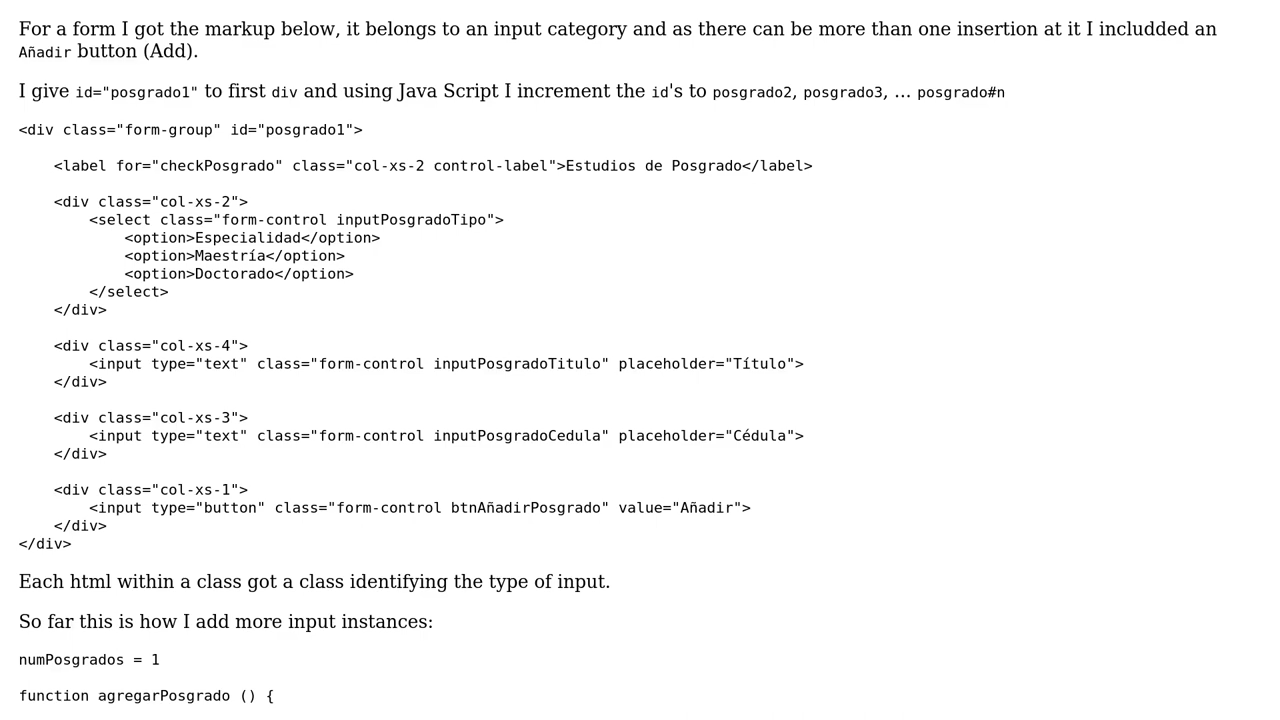 For a form I got the markup below, it belongs to an input category and as there can be more than one insertion at it I includded an
Añadir button (Add).
I give id="posgrado1" to first div and using Java Script I increment the id's to posgrado2, posgrado3, ... posgrado#n
<div class="form-group" id="posgrado1">
    <label for="checkPosgrado" class="col-xs-2 control-label">Estudios de Posgrado</label>
    <div class="col-xs-2">
        <select class="form-control inputPosgradoTipo">
            <option>Especialidad</option>
            <option>Maestría</option>
            <option>Doctorado</option>
        </select>
    </div>
    <div class="col-xs-4">
        <input type="text" class="form-control inputPosgradoTitulo" placeholder="Título">
    </div>
    <div class="col-xs-3">
        <input type="text" class="form-control inputPosgradoCedula" placeholder="Cédula">
    </div>
    <div class="col-xs-1">
        <input type="button" class="form-control btnAñadirPosgrado" value="Añadir">
    </div>
</div>
Each html within a class got a class identifying the type of input.
So far this is how I add more input instances:
numPosgrados = 1
function agregarPosgrado () {